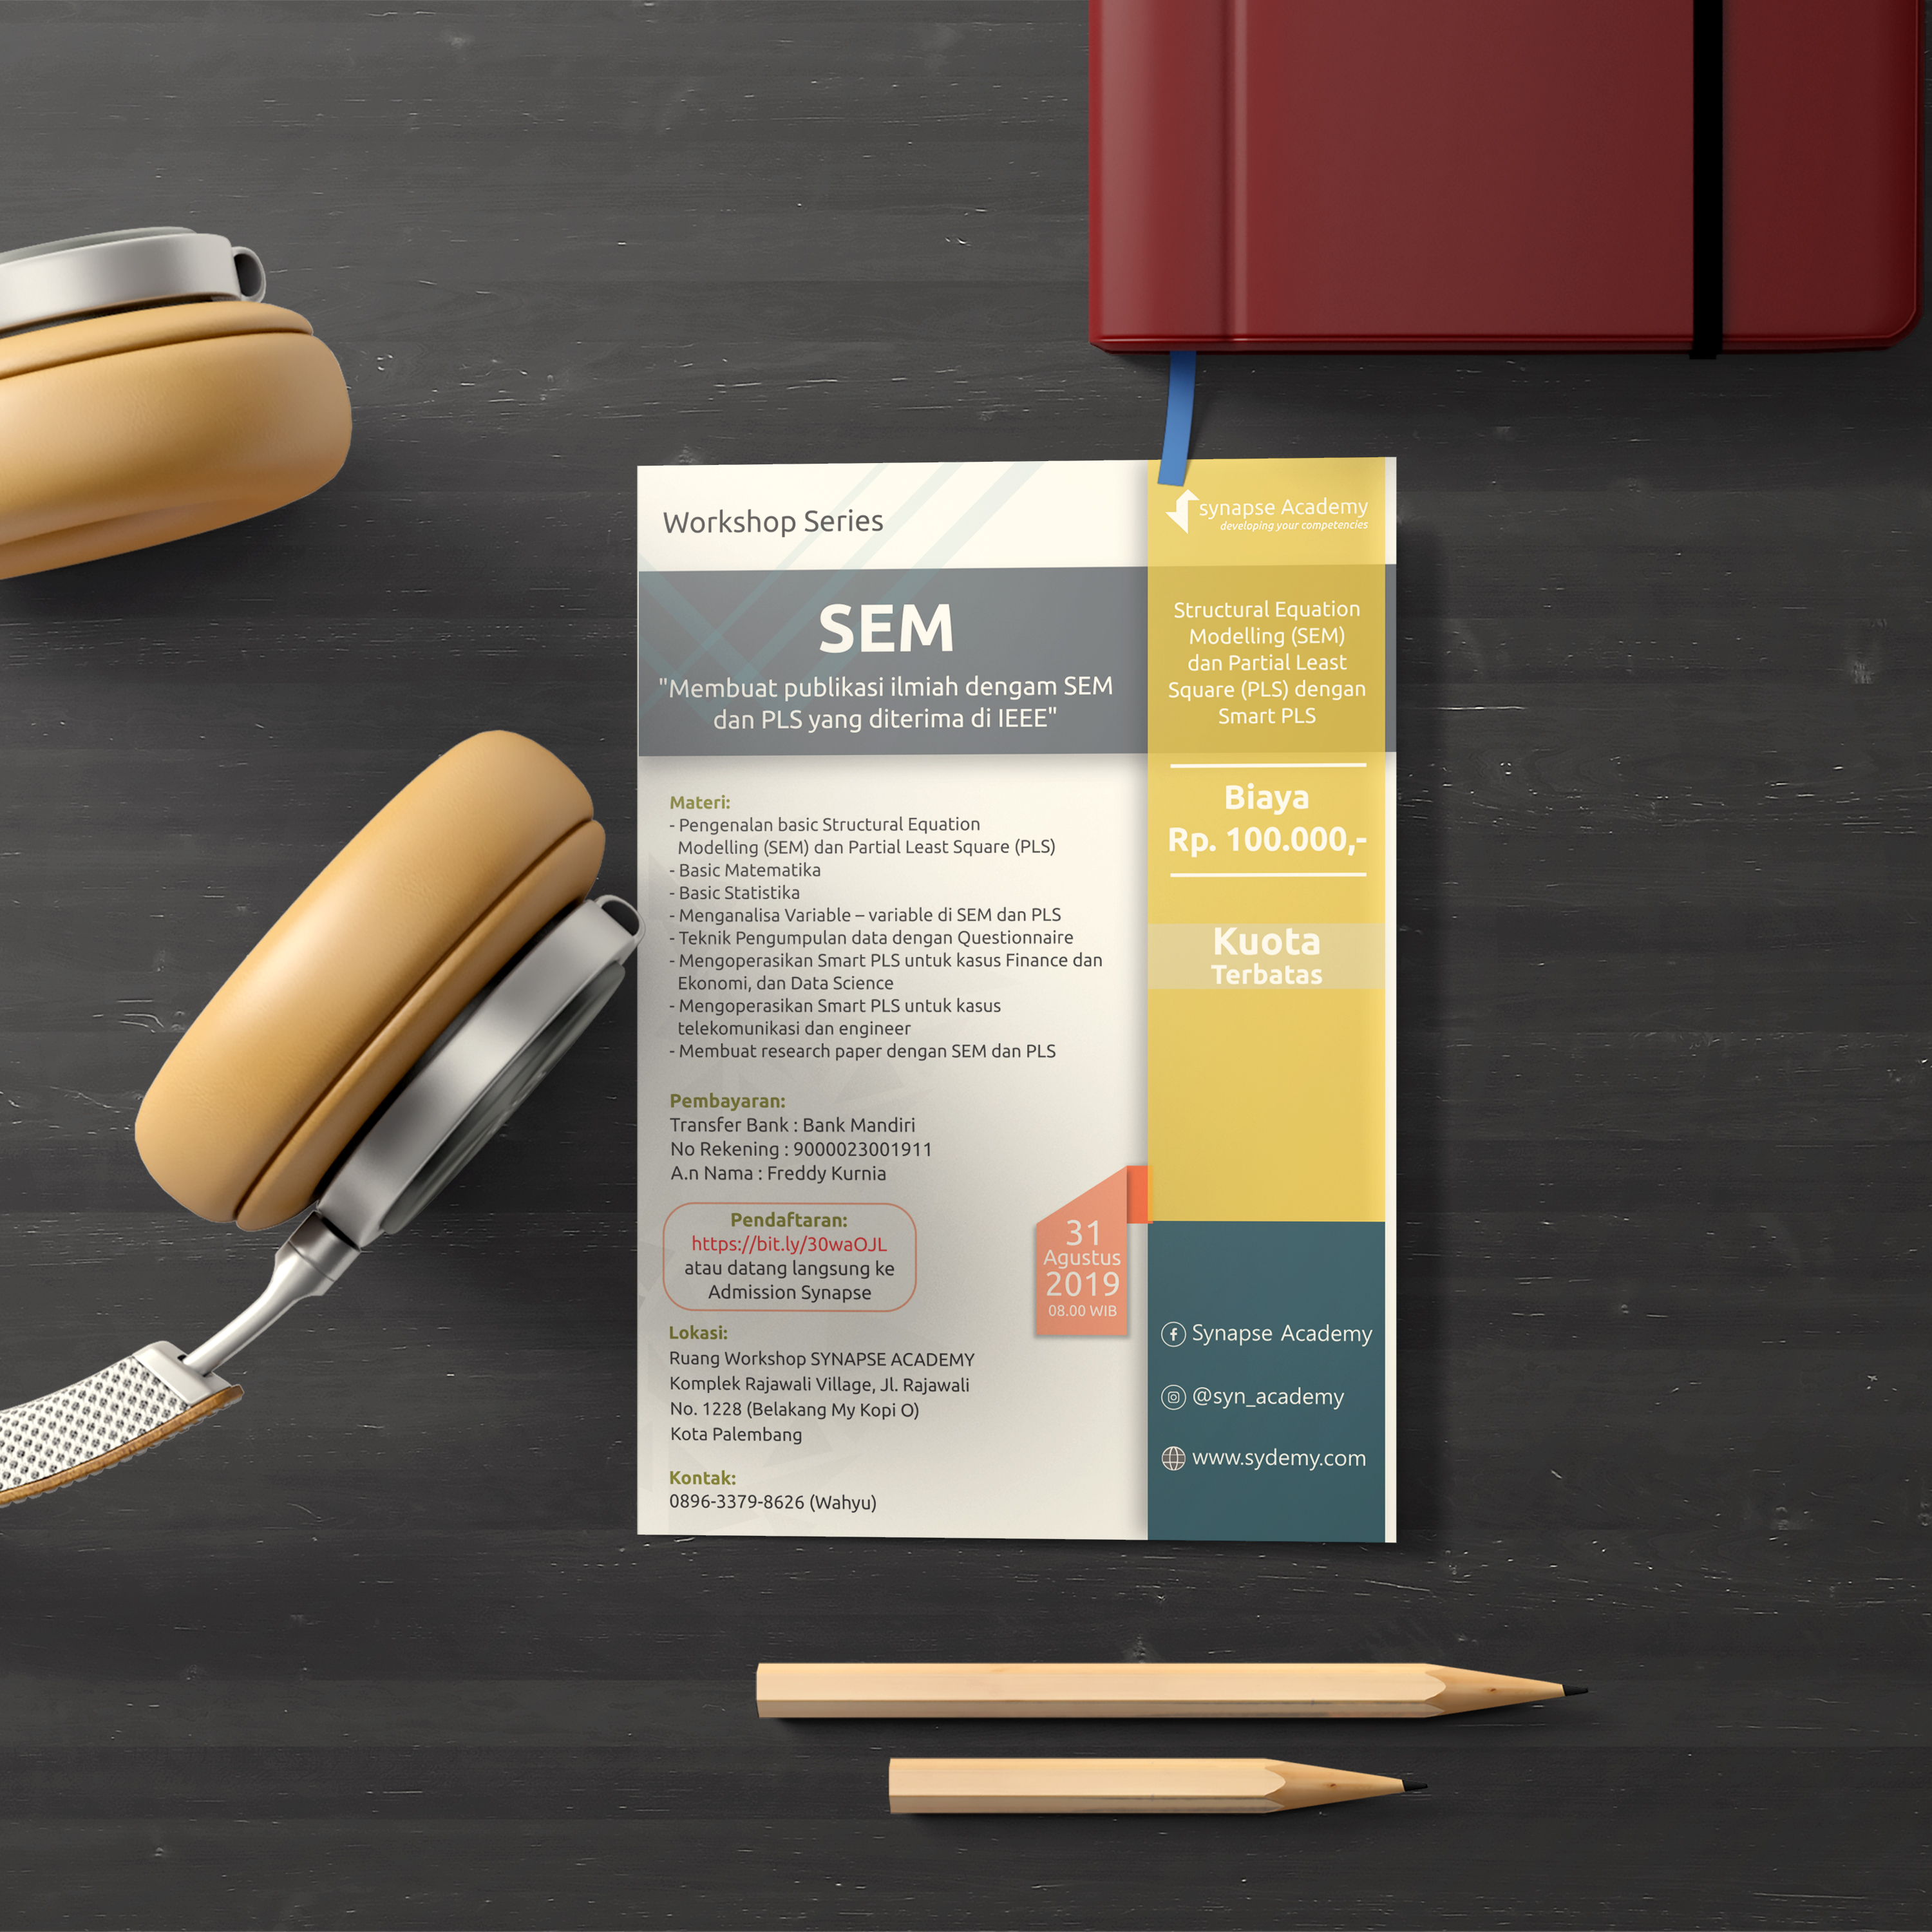 Workshop Series
SEM
"Membuat publikasi ilmiah dengam SEM
dan PLS yang diterima di IEEE"
Materi:
- Pengenalan basic Structural Equation
Modelling (SEM) dan Partial Least Square (PLS)
- Basic Matematika
- Basic Statistika
- Menganalisa Variable – variable di SEM dan PLS
- Teknik Pengumpulan data dengan Questionnaire
- Mengoperasikan Smart PLS untuk kasus Finance dan
Ekonomi, dan Data Science
- Mengoperasikan Smart PLS untuk kasus
telekomunikasi dan engineer
- Membuat research paper dengan SEM dan PLS
Pembayaran:
Transfer Bank : Bank Mandiri
No Rekening : 9000023001911
A.n Nama : Freddy Kurnia
Pendaftaran:
https://bit.ly/30waOJL
atau datang langsung ke
Admission Synapse
Lokasi:
Ruang Workshop SYNAPSE ACADEMY
Komplek Rajawali Village, Jl. Rajawali
No. 1228 (Belakang My Kopi O)
Kota Palembang
Kontak:
0896-3379-8626 (Wahyu)
31
Agustus
2019
08.00 WIB
synapse Academy
developing your competencies
Structural Equation
Modelling (SEM)
dan Partial Least
Square (PLS) dengan
Smart PLS
Biaya
Rp. 100.000,-
Kuota
Terbatas
Synapse Academy
@syn_academy
www.sydemy.com